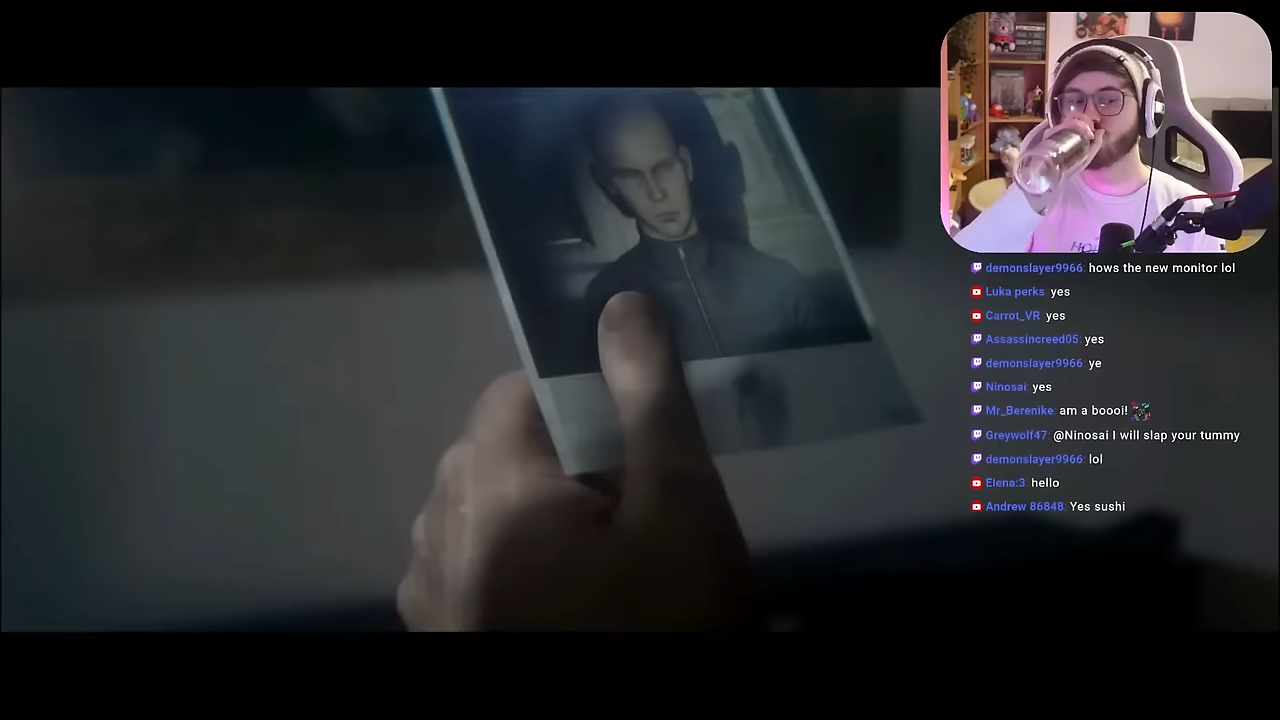 demonslayer9966: hows the new monitor lol
Luka perks yes
Carrot_VR yes
Assassincreed05: yes
demonslayer9966: ye
Ninosai: yes
Mr_Berenike am a boooi!
Greywolf47 @Ninosai I will slap your tummy
demonslayer9966: lol
Elena:3 hello
Andrew 86848: Yes sushi